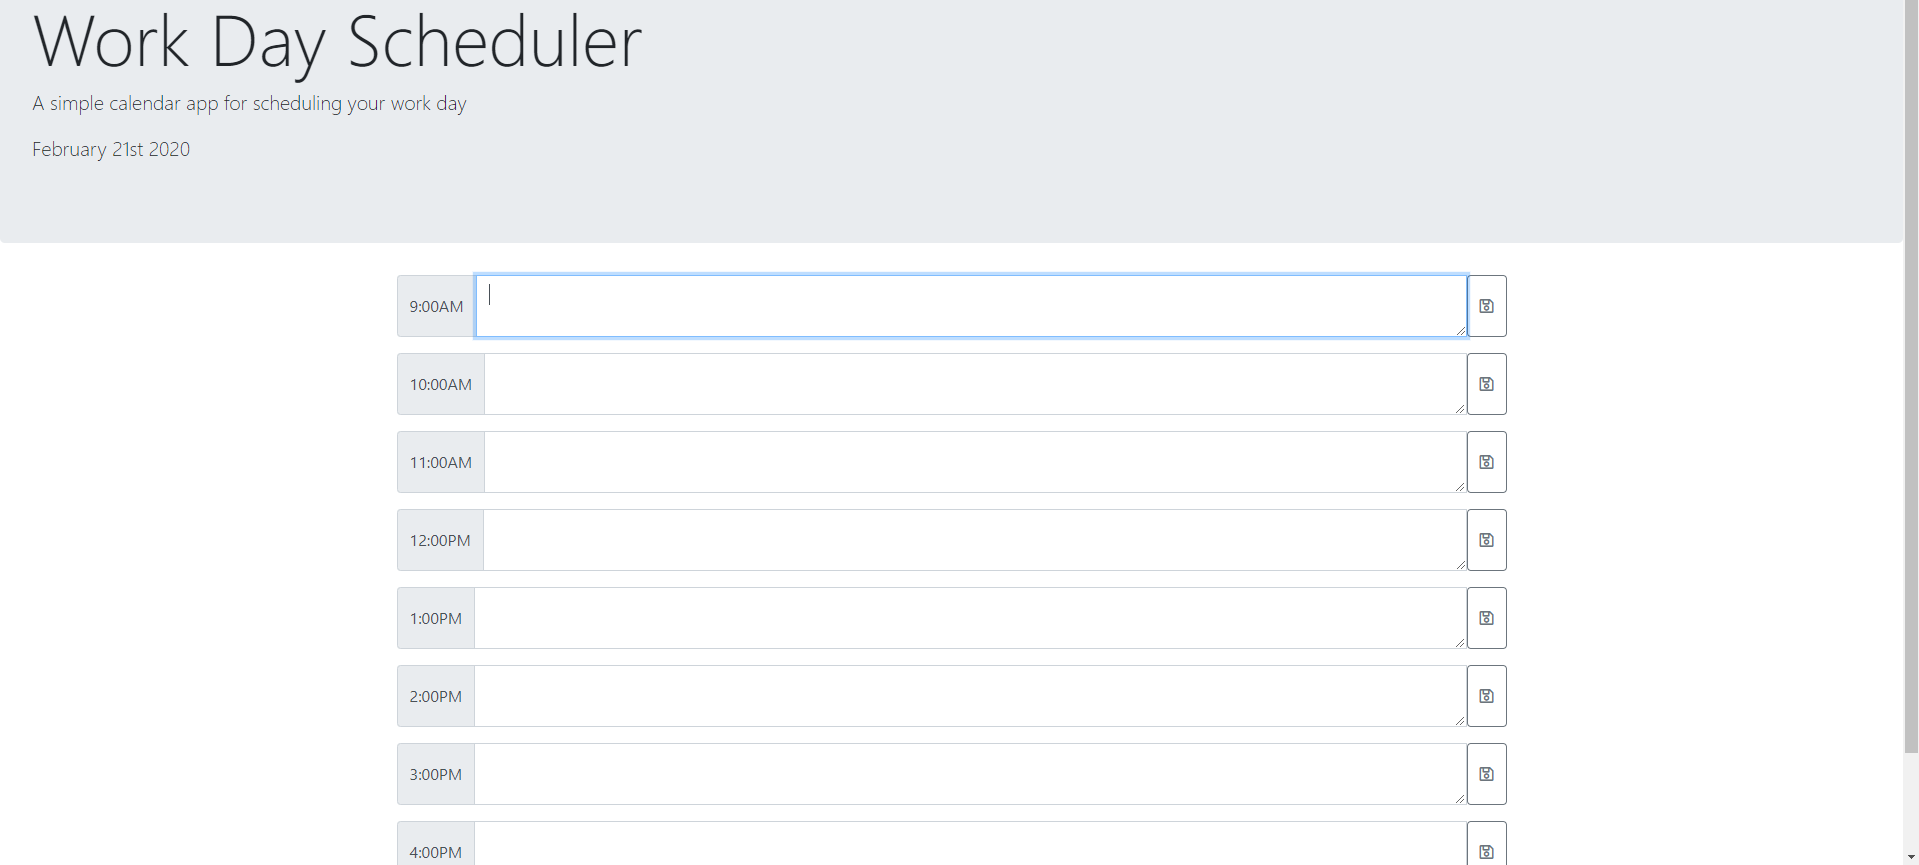 Work Day Scheduler
A simple calendar app for scheduling your work day
February 21st 2020
9:00AM
10:00AM
11:00AM
12:00PM
1:00PM
2:00PM
3:00PM
4:00PM